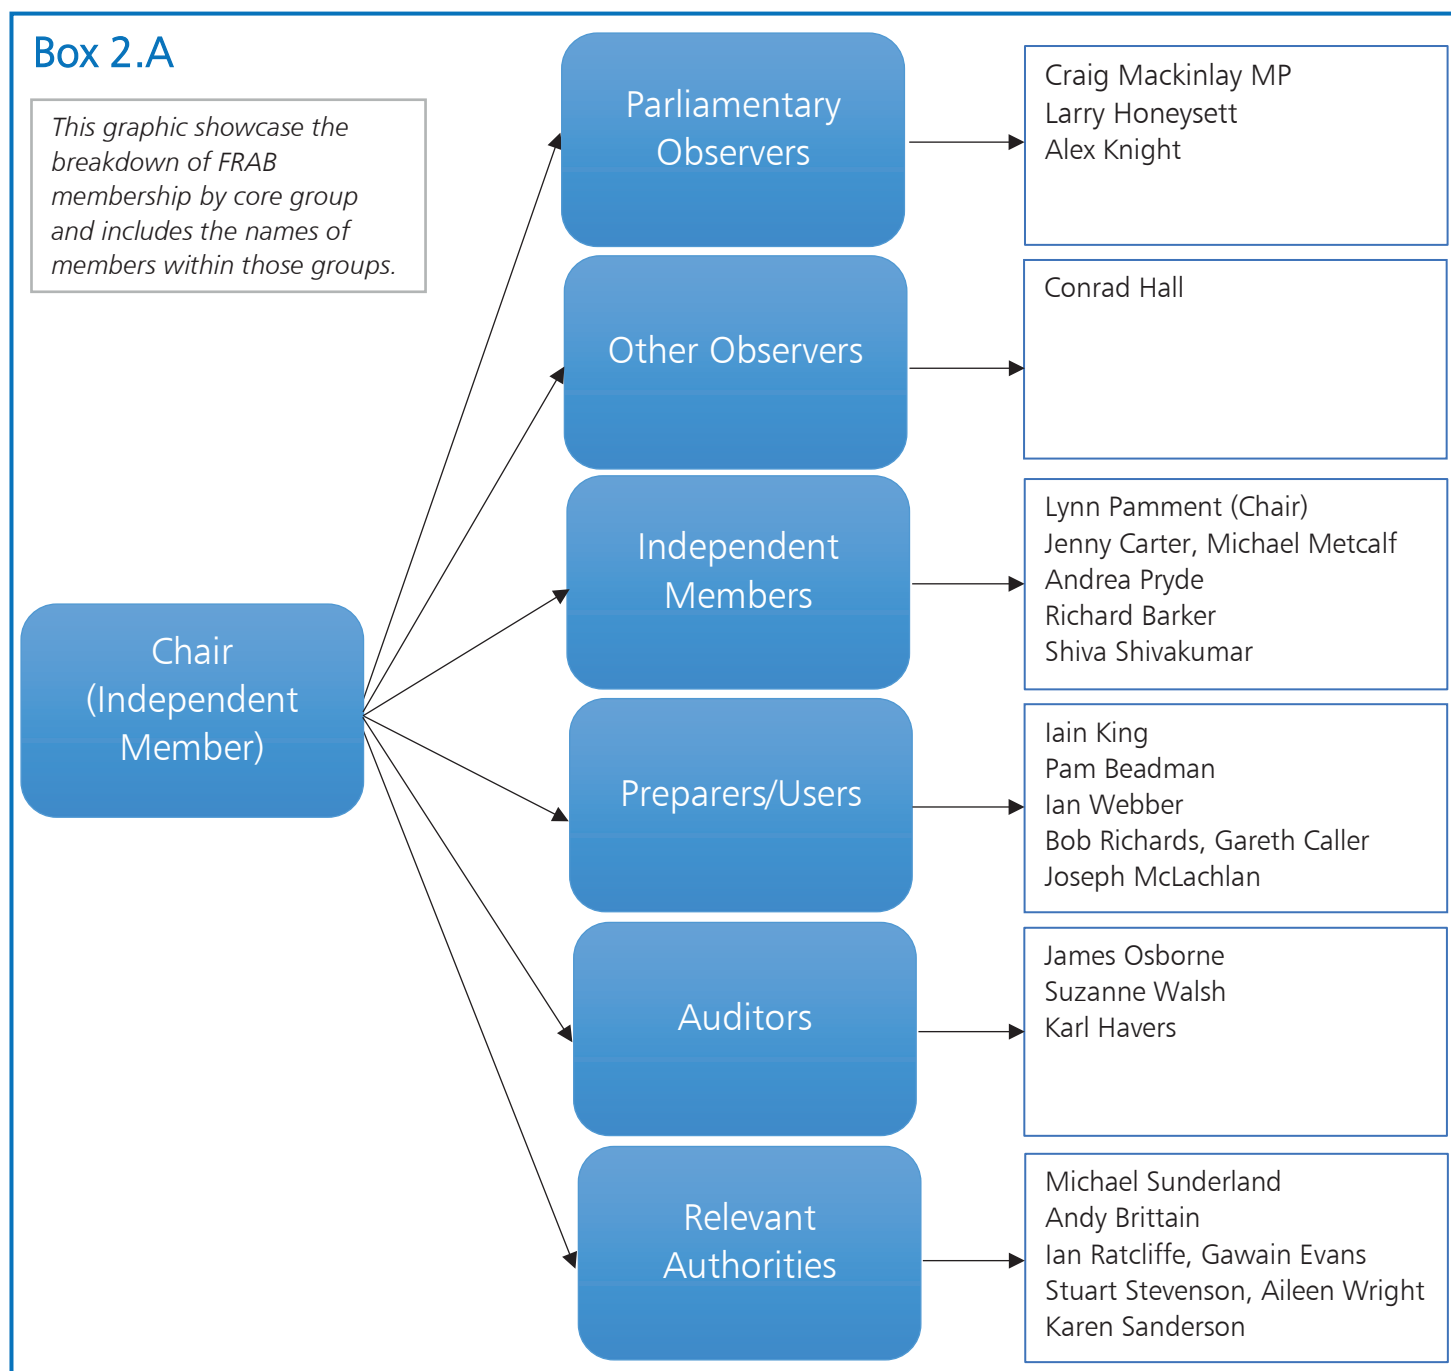 Box 2.A
This graphic showcase the
breakdown of FRAB
membership by core group
and includes the names of
members within those groups.
Parliamentary
Observers
Craig Mackinlay MP
Larry Honeysett
Alex Knight
Other Observers
Conrad Hall
Independent
Members
Lynn Pamment (Chair)
Jenny Carter, Michael Metcalf
Andrea Pryde
Richard Barker
Shiva Shivakumar
Chair
(Independent
Member)
Preparers/Users
Iain King
Pam Beadman
Ian Webber
Bob Richards, Gareth Caller
Joseph McLachlan
Auditors
James Osborne
Suzanne Walsh
Karl Havers
Relevant
Authorities
Michael Sunderland
Andy Brittain
Ian Ratcliffe, Gawain Evans
Stuart Stevenson, Aileen Wright
Karen Sanderson